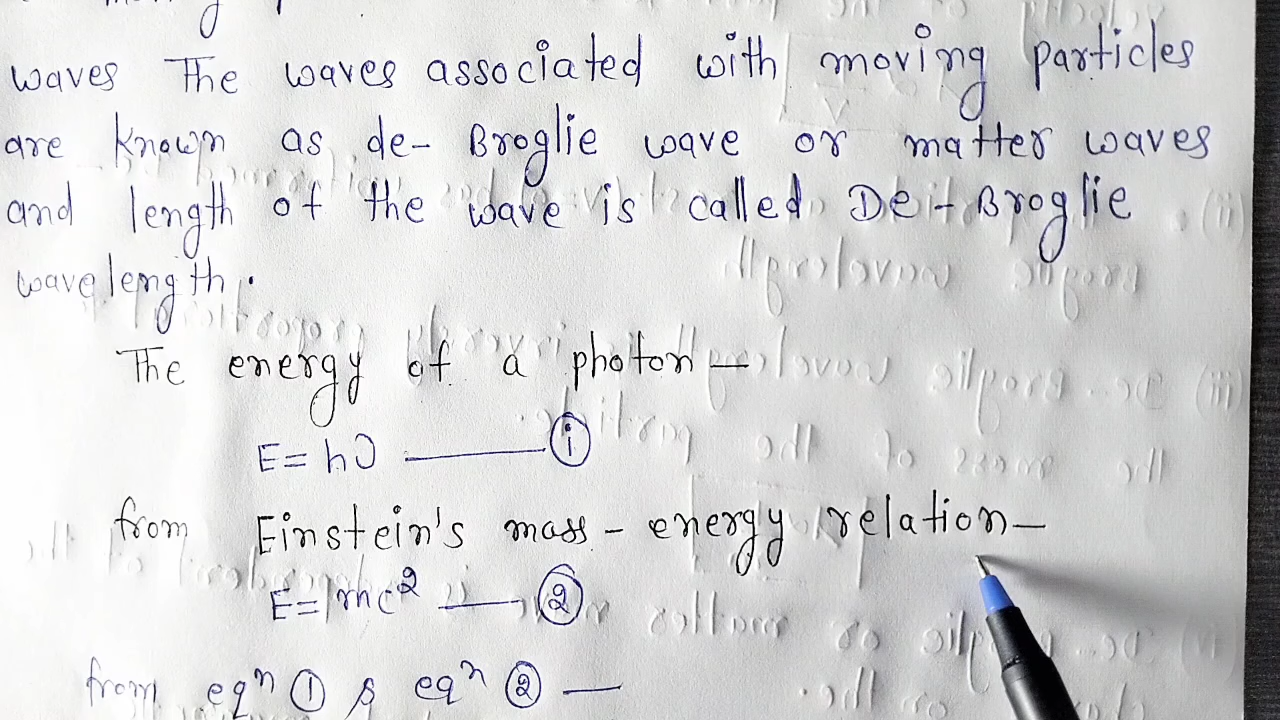 waves The waves associated with moving particles
are known as de- Broglie wave or matter waves
and length of the wave is called De - Broglie
wavelength.
The energy of a photon —
E = hυ ——— ①
from Einstein's mass - energy relation —
E = mc² —— ②
from eqⁿ ① & eqⁿ ② —